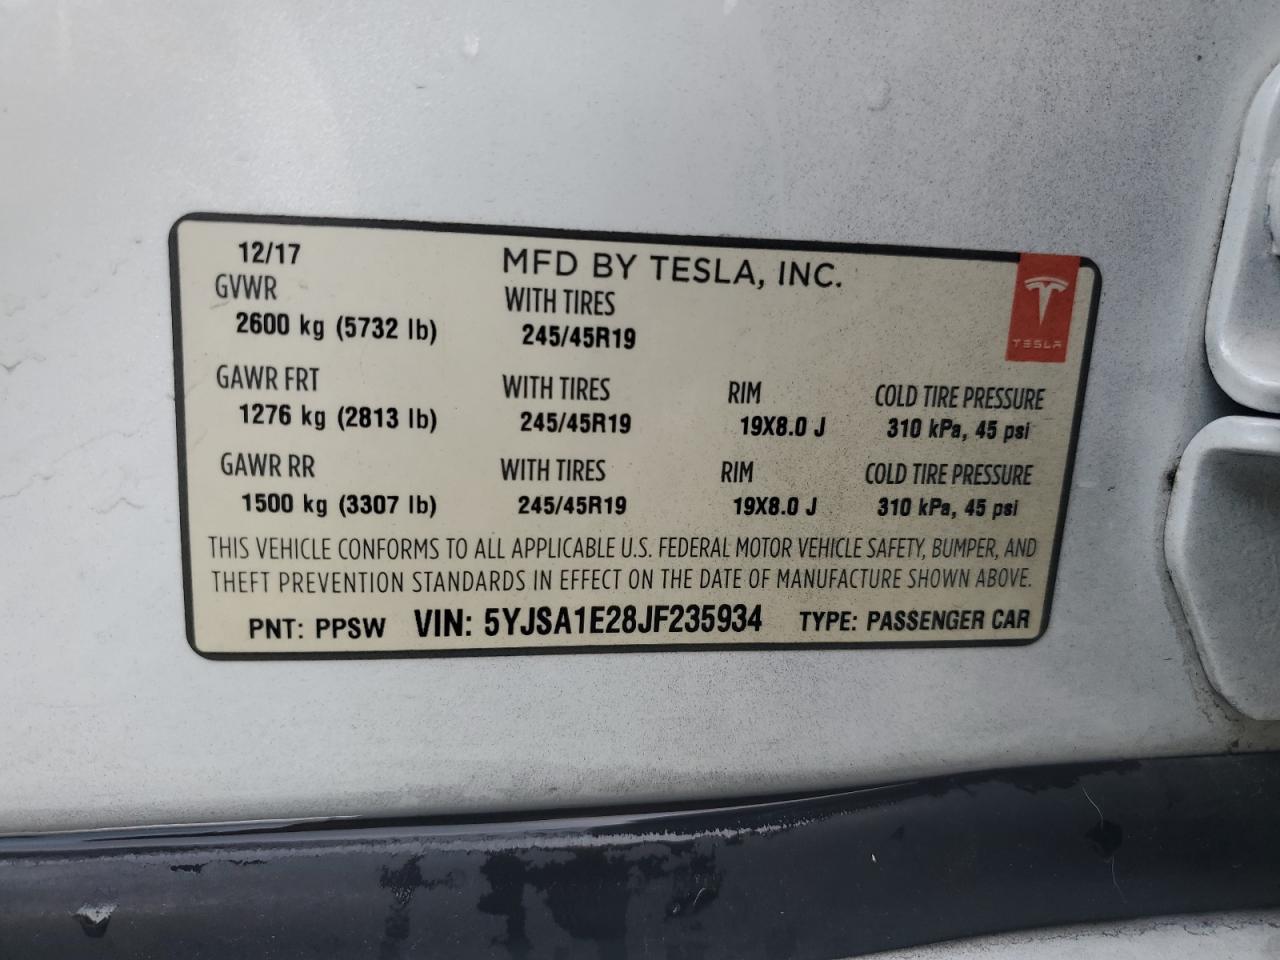 12/17
MFD BY TESLA, INC.
GVWR WITH TIRES
2600 kg (5732 lb) 245/45R19
TESLA
GAWR FRT WITH TIRES RIM COLD TIRE PRESSURE
1276 kg (2813 lb) 245/45R19 19X8.0 J 310 kPa, 45 psi
GAWR RR WITH TIRES RIM COLD TIRE PRESSURE
1500 kg (3307 lb) 245/45R19 19X8.0 J 310 kPa, 45 psi
THIS VEHICLE CONFORMS TO ALL APPLICABLE U.S. FEDERAL MOTOR VEHICLE SAFETY, BUMPER, AND
THEFT PREVENTION STANDARDS IN EFFECT ON THE DATE OF MANUFACTURE SHOWN ABOVE.
PNT: PPSW VIN: 5YJSA1E28JF235934 TYPE: PASSENGER CAR